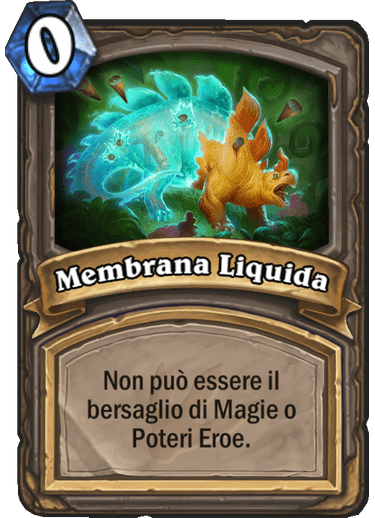 0
Membrana Liquida
Non può essere il
bersaglio di Magie o
Poteri Eroe.